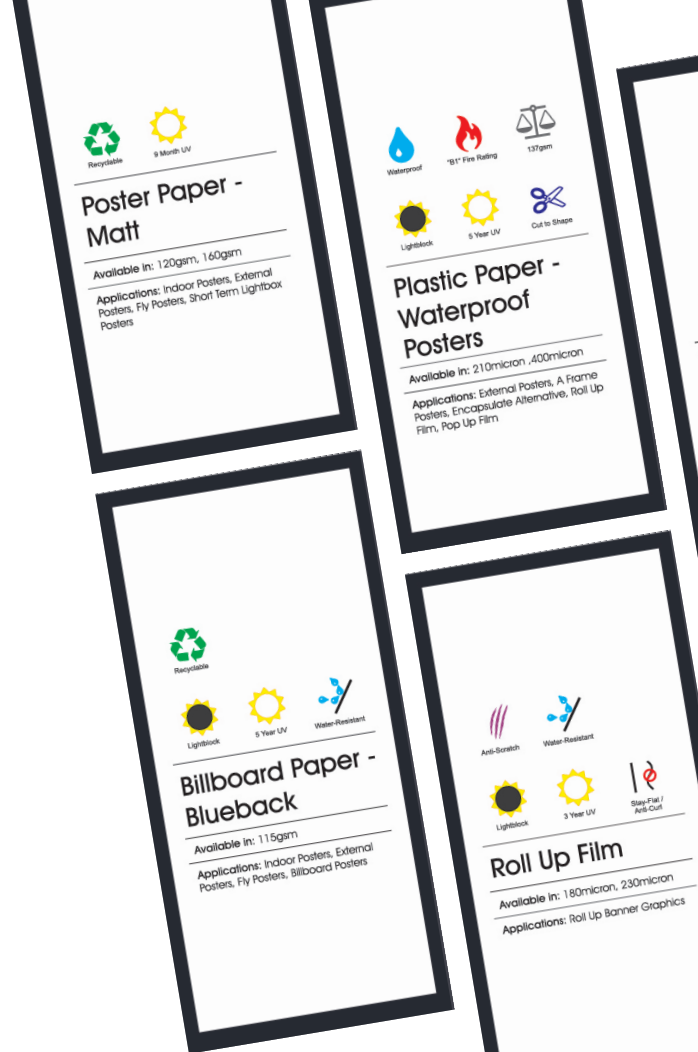 Recyclable
9 Month UV
Poster Paper -
Matt
Available in: 120gsm, 160gsm
Applications: Indoor Posters, External
Posters, Fly Posters, Short Term Lightbox
Posters
Waterproof
"B1" Fire Rating
137gsm
Lightblock
5 Year UV
Cut to Shape
Plastic Paper -
Waterproof
Posters
Available in: 210micron ,400micron
Applications: External Posters, A Frame
Posters, Encapsulate Alternative, Roll Up
Film, Pop Up Film
Recyclable
Lightblock
5 Year UV
Water-Resistant
Billboard Paper -
Blueback
Available in: 115gsm
Applications: Indoor Posters, External
Posters, Fly Posters, Billboard Posters
Anti-Scratch
Water-Resistant
Lightblock
3 Year UV
Stay-Flat /
Anti-Curl
Roll Up Film
Available in: 180micron, 230micron
Applications: Roll Up Banner Graphics